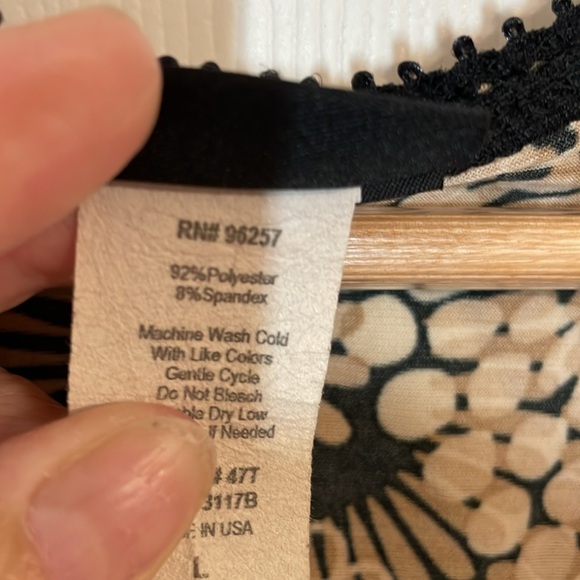 RN# 96257
92%Polyester
8%Spandex
Machine Wash Cold
With Like Colors
Gentle Cycle
Do Not Bleach
Dry Low
If Needed
# 47T
3117B
IN USA
L